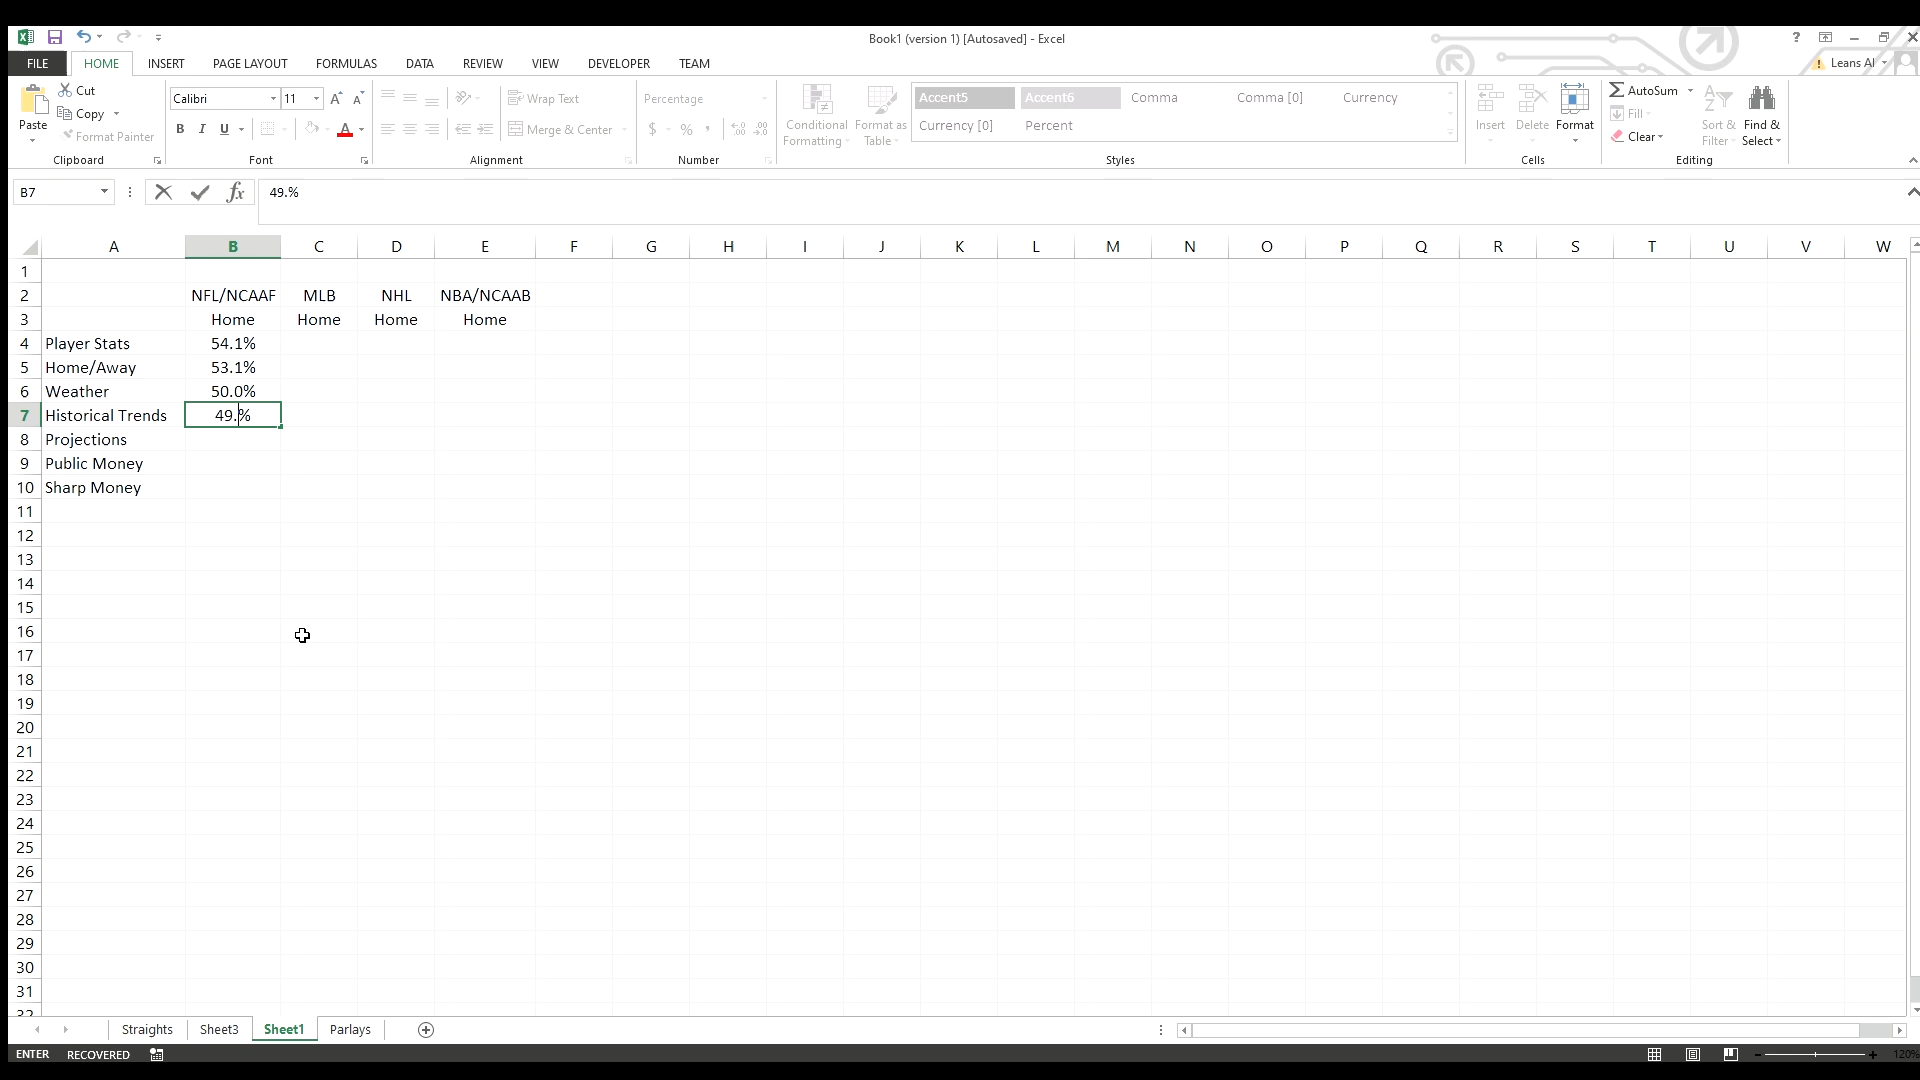 Book1 (version 1) [Autosaved] - Excel
?
FILE HOME INSERT PAGE LAYOUT FORMULAS DATA REVIEW VIEW DEVELOPER TEAM Leans AI
Paste Cut Copy Format Painter Clipboard
Calibri 11 B I U Font
Wrap Text Merge & Center Alignment
Percentage $ % , Number
Conditional Formatting Format as Table
Accent5 Accent6 Comma Comma [0] Currency
Currency [0] Percent
Styles
Insert Delete Format Cells
AutoSum Fill Clear Sort & Filter Find & Select Editing
B7 fx 49.%
A B C D E F G H I J K L M N O P Q R S T U V W
1
2 NFL/NCAAF MLB NHL NBA/NCAAB
3 Home Home Home Home
4 Player Stats 54.1%
5 Home/Away 53.1%
6 Weather 50.0%
7 Historical Trends 49.%
8 Projections
9 Public Money
10 Sharp Money
11
12
13
14
15
16
17
18
19
20
21
22
23
24
25
26
27
28
29
30
31
32
Straights Sheet3 Sheet1 Parlays
ENTER RECOVERED 120%